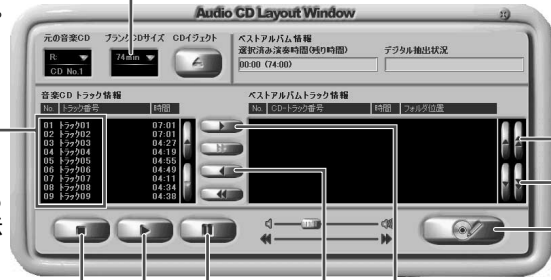 Audio CD Layout Window
元の音楽CD ブランクCDサイズ CDイジェクト
R:
CD No.1
74min
ベストアルバム情報
選択済み演奏時間(残り時間) デジタル抽出状況
00:00 (74:00)
音楽CDトラック情報
No. トラック番号 時間
01 トラック01 07:01
02 トラック02 07:01
03 トラック03 04:27
04 トラック04 04:19
05 トラック05 04:55
06 トラック06 04:49
07 トラック07 04:11
08 トラック08 04:34
09 トラック09 04:38
ベストアルバムトラック情報
No. CD-トラック番号 時間 フォルダ位置